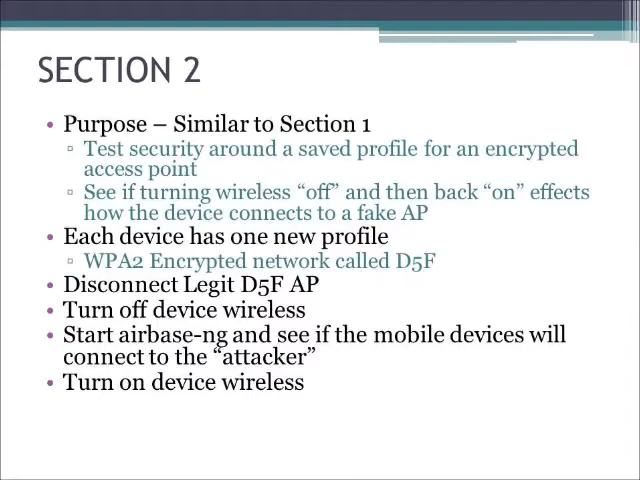 SECTION 2
• Purpose – Similar to Section 1
▫ Test security around a saved profile for an encrypted
access point
▫ See if turning wireless “off” and then back “on” effects
how the device connects to a fake AP
• Each device has one new profile
▫ WPA2 Encrypted network called D5F
• Disconnect Legit D5F AP
• Turn off device wireless
• Start airbase-ng and see if the mobile devices will
connect to the “attacker”
• Turn on device wireless